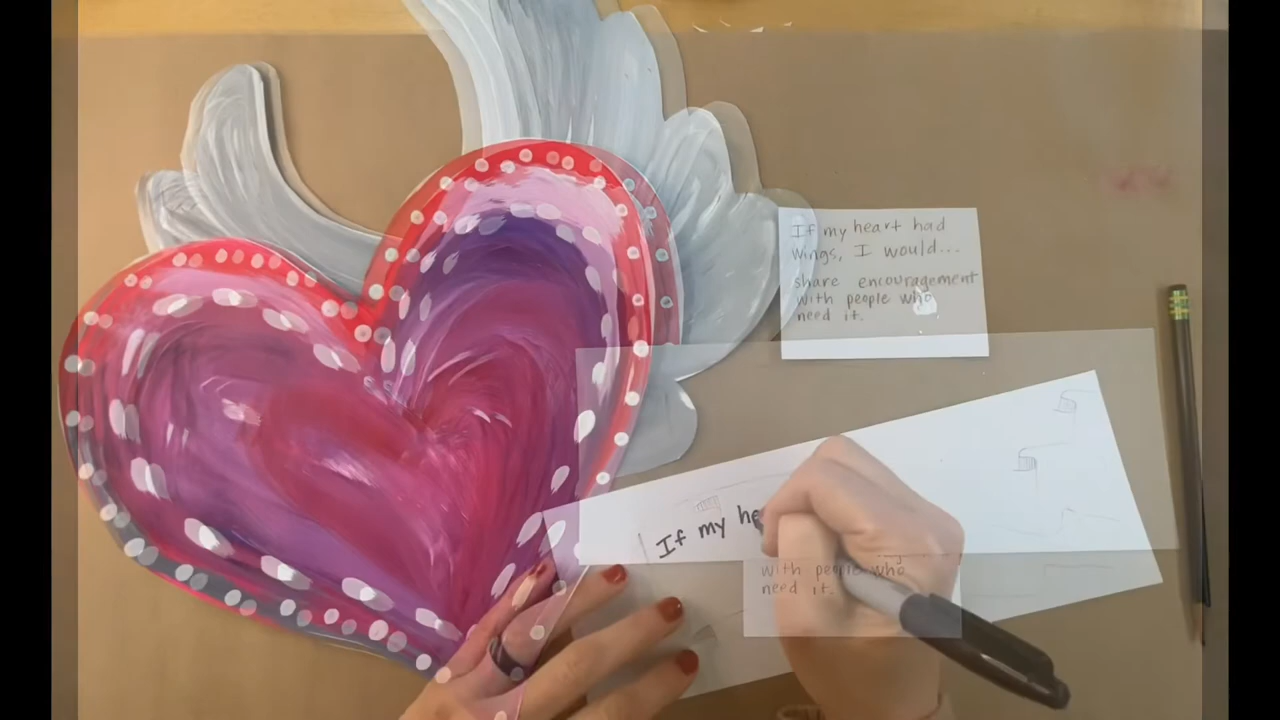 If my heart had
wings, I would...
share encouragement
with people who
need it.
If my he
with people who
need it.